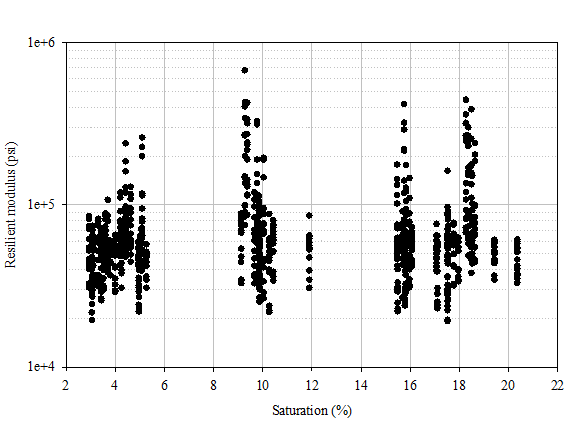 1e+6
1e+5
1e+4
Resilient modulus (psi)
2 4 6 8 10 12 14 16 18 20 22
Saturation (%)